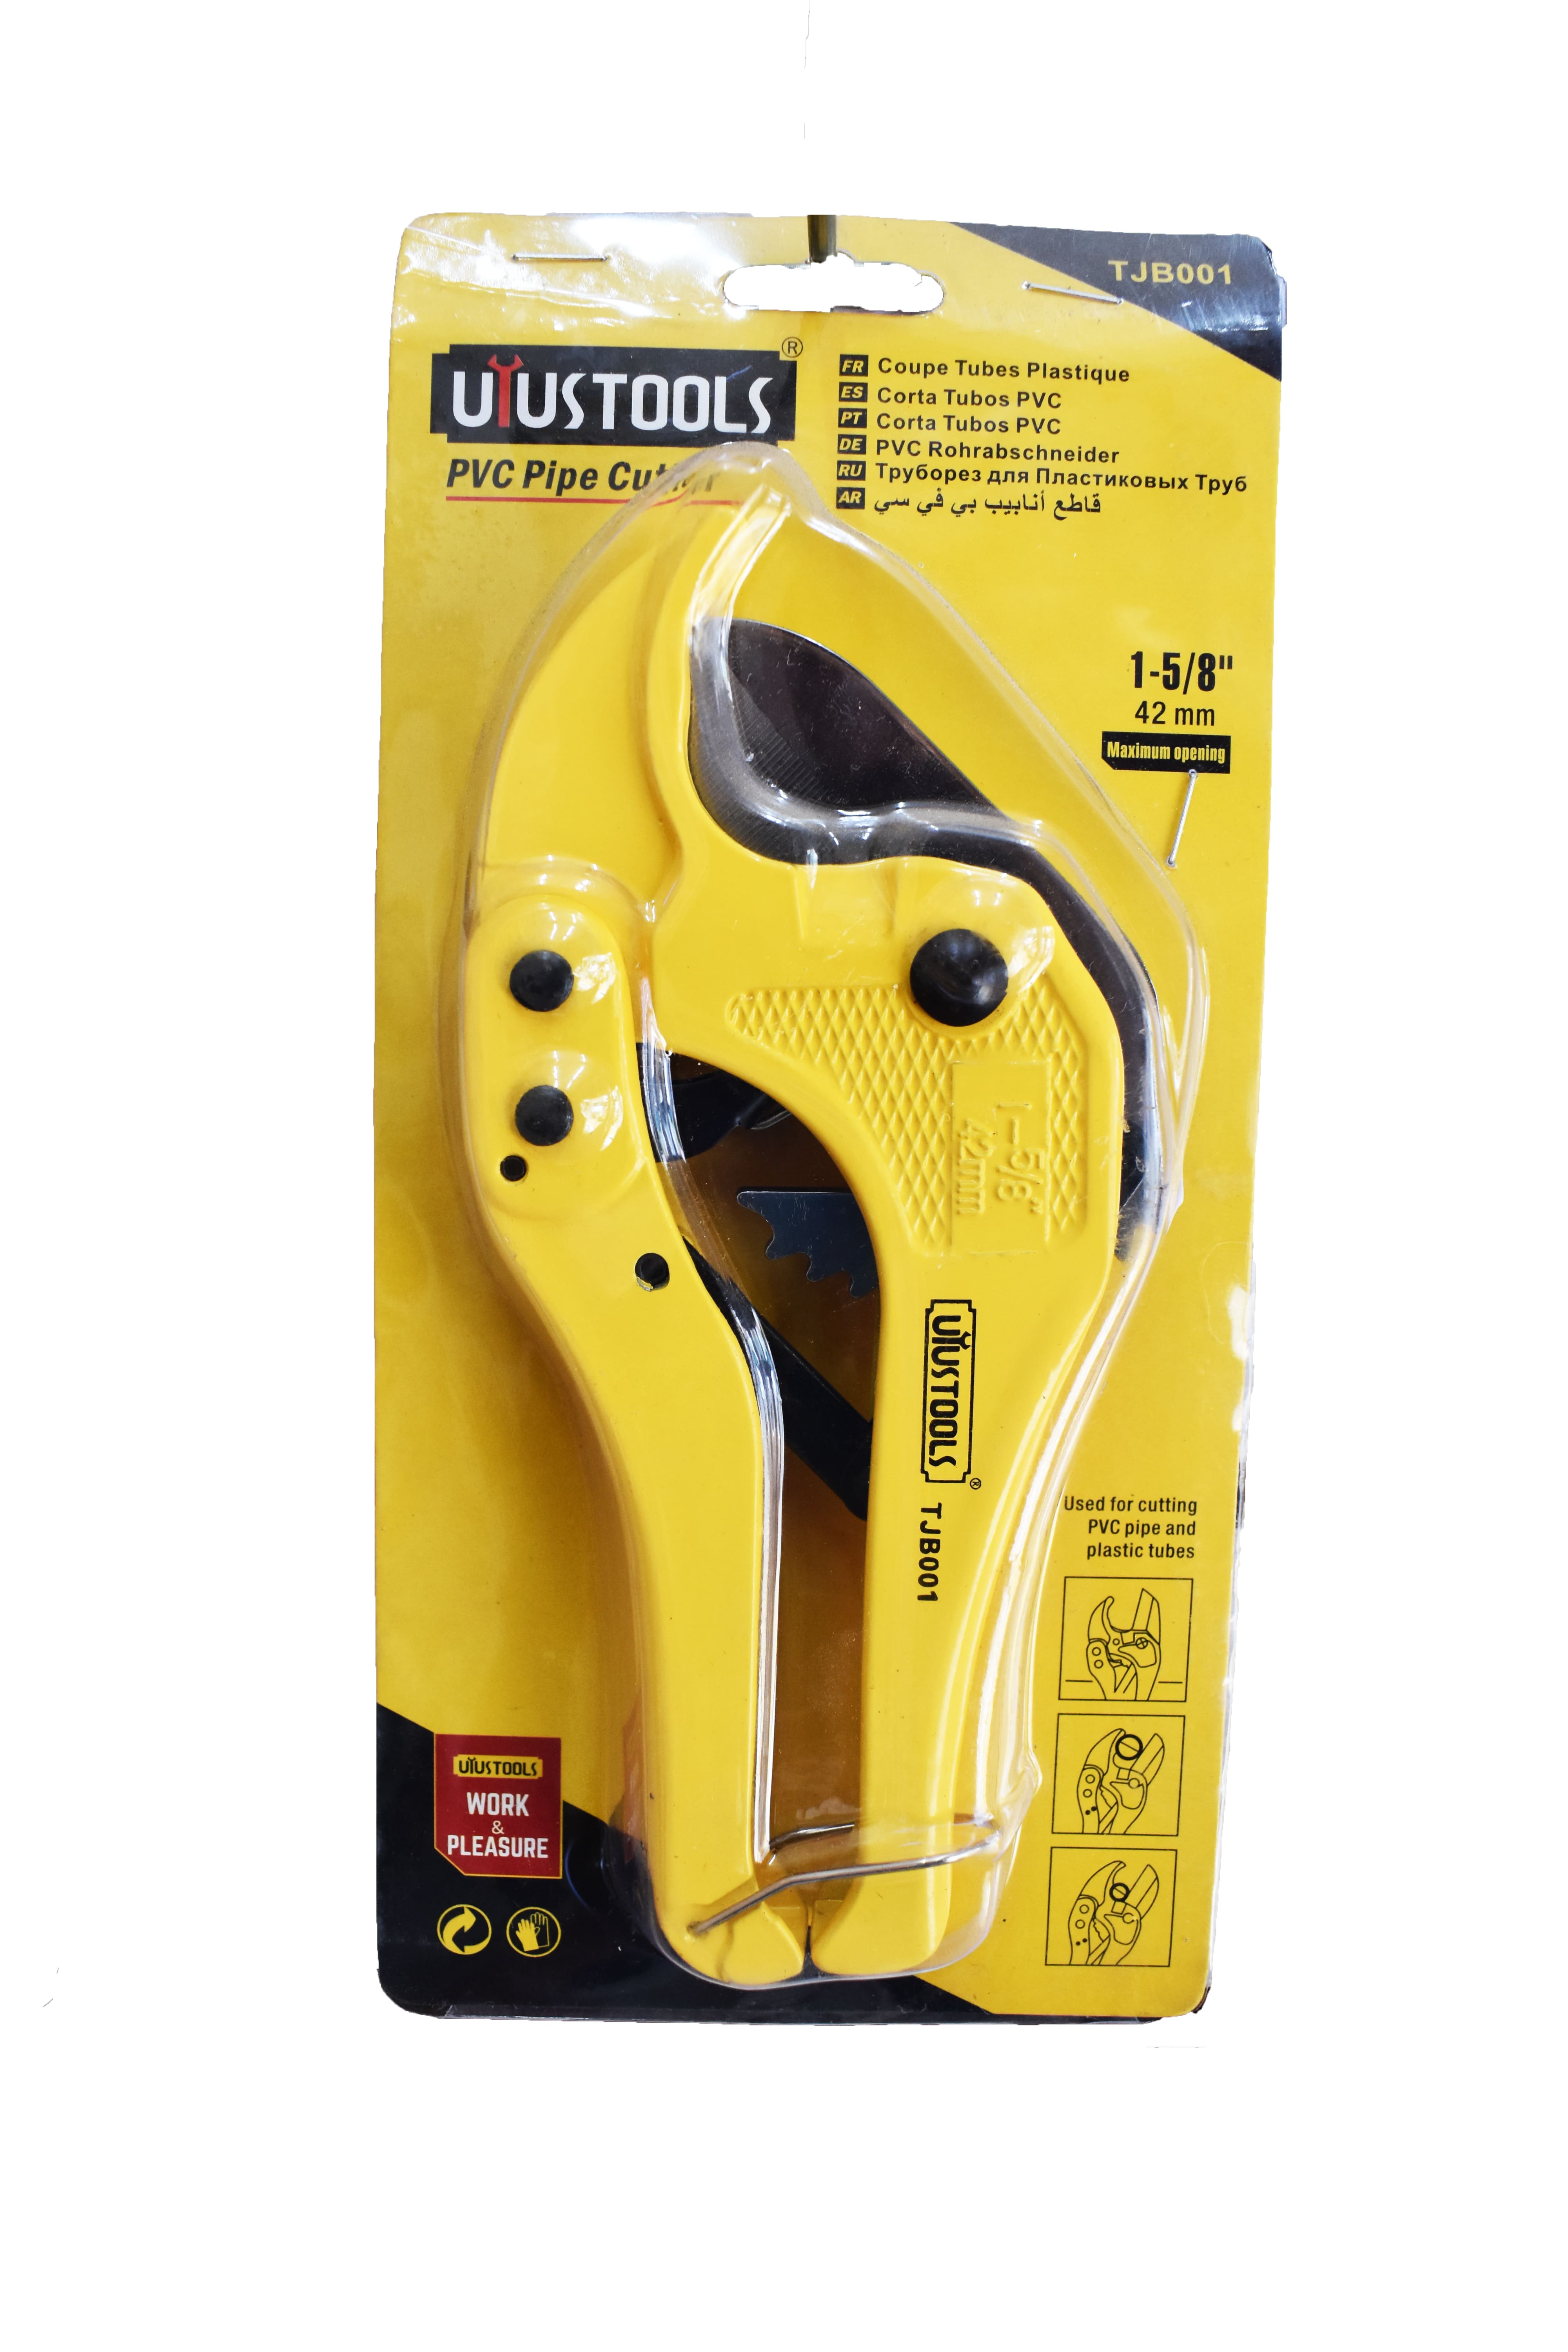 TJB001
UYUSTOOLS®
PVC Pipe Cutter
FR Coupe Tubes Plastique
ES Corta Tubos PVC
PT Corta Tubos PVC
DE PVC Rohrabschneider
RU Труборез для Пластиковых Труб
AR قاطع أنابيب بي في سي
1-5/8"
42 mm
Maximum opening
1-5/8"
42mm
UYUSTOOLS®
TJB001
Used for cutting
PVC pipe and
plastic tubes
UYUSTOOLS
WORK
&
PLEASURE